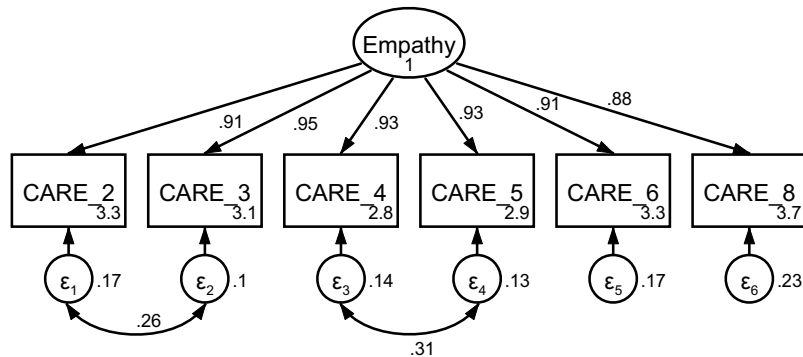 Empathy
1
.91
.95
.93
.93
.91
.88
CARE_2
3.3
CARE_3
3.1
CARE_4
2.8
CARE_5
2.9
CARE_6
3.3
CARE_8
3.7
ε1 .17
ε2 .1
ε3 .14
ε4 .13
ε5 .17
ε6 .23
.26
.31